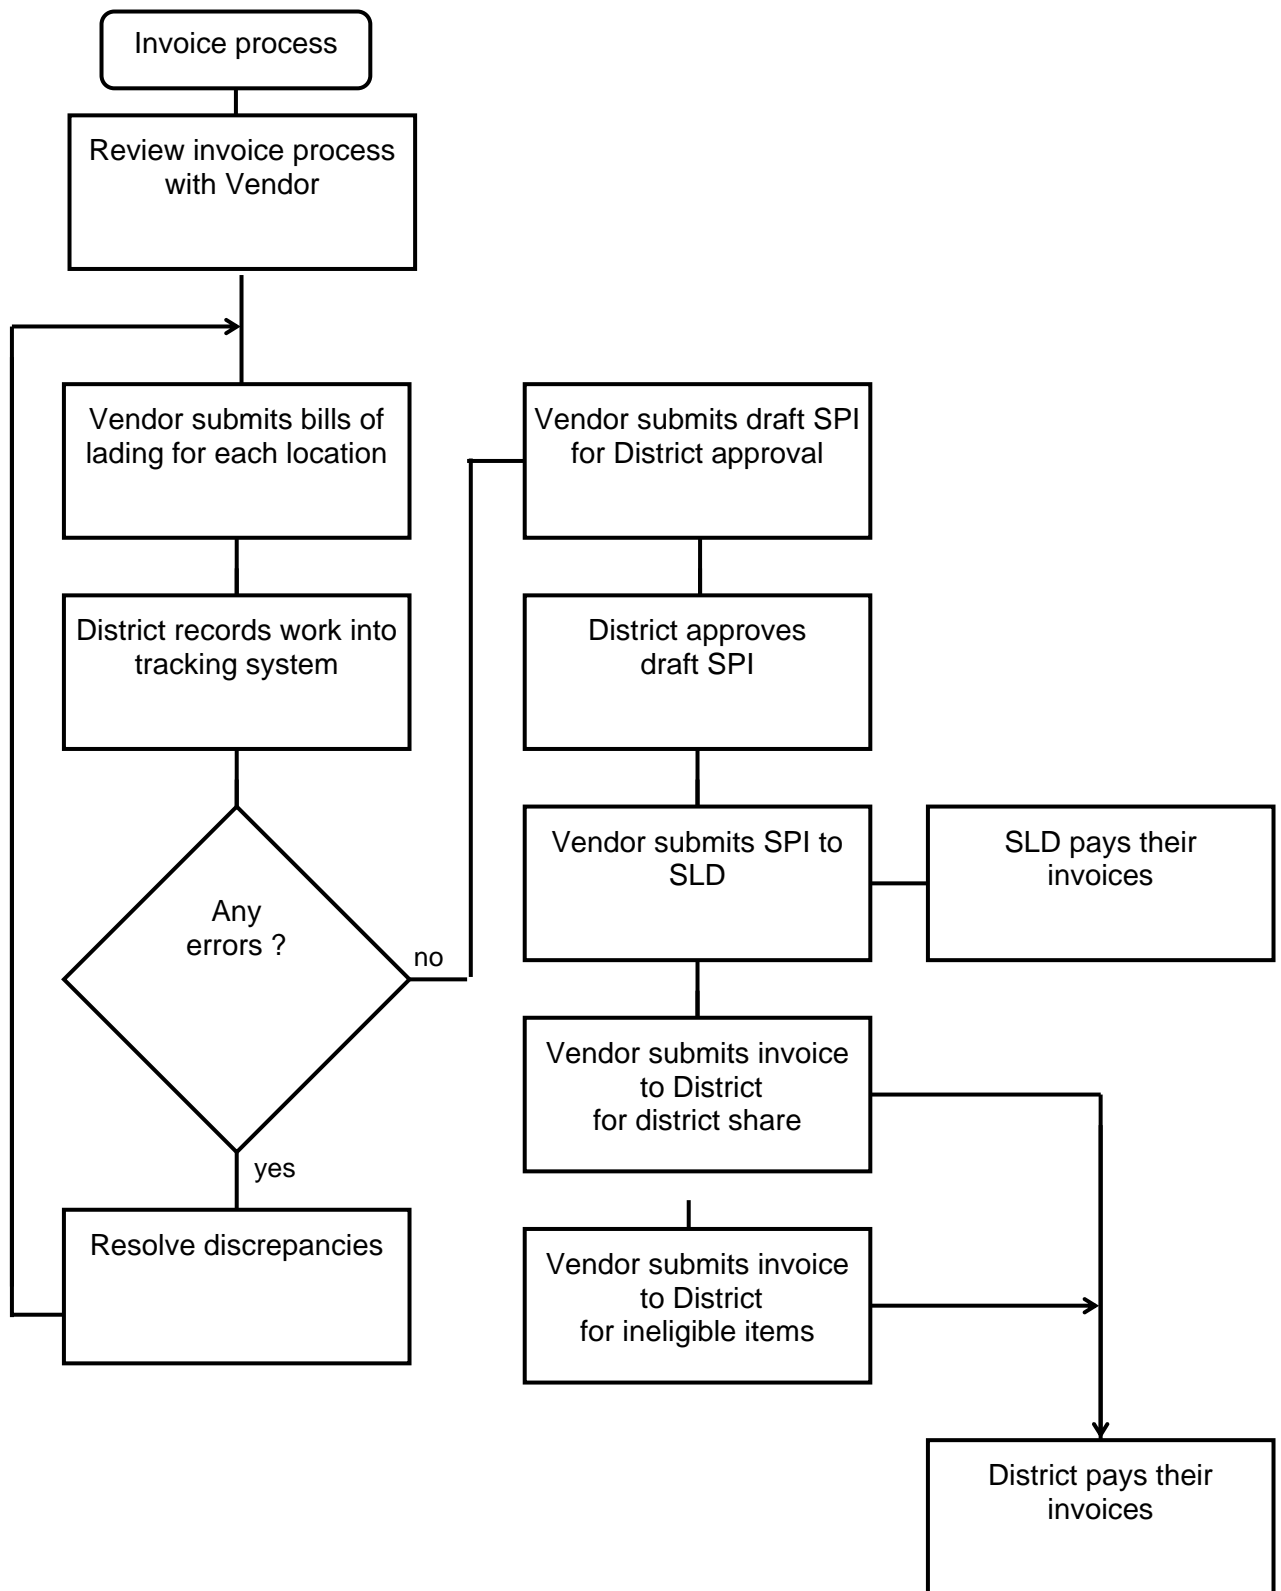 Invoice process
Review invoice process
with Vendor
Vendor submits bills of
lading for each location
District records work into
tracking system
Any
errors ?
no
yes
Resolve discrepancies
Vendor submits draft SPI
for District approval
District approves
draft SPI
Vendor submits SPI to
SLD
SLD pays their
invoices
Vendor submits invoice
to District
for district share
Vendor submits invoice
to District
for ineligible items
District pays their
invoices